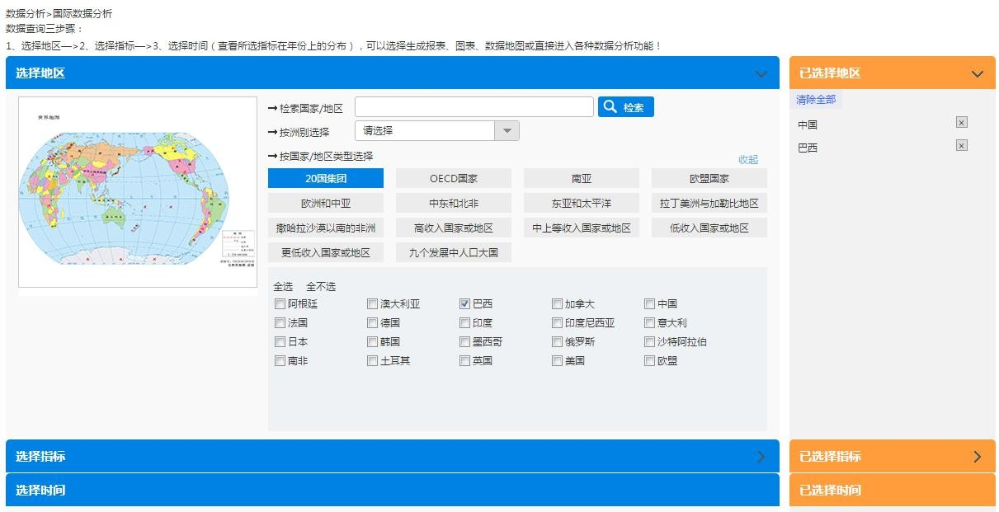 数据分析>国际数据分析
数据查询三步骤：
1、选择地区—>2、选择指标—>3、选择时间（查看所选指标在年份上的分布），可以选择生成报表、图表、数据地图或直接进入各种数据分析功能！
选择地区
已选择地区
世界地图
检索国家/地区
检索
按洲别选择
请选择
按国家/地区类型选择
收起
20国集团 OECD国家 南亚 欧盟国家
欧洲和中亚 中东和北非 东亚和太平洋 拉丁美洲与加勒比地区
撒哈拉沙漠以南的非洲 高收入国家或地区 中上等收入国家或地区 低收入国家或地区
更低收入国家或地区 九个发展中人口大国
全选 全不选
阿根廷 澳大利亚 巴西 加拿大 中国
法国 德国 印度 印度尼西亚 意大利
日本 韩国 墨西哥 俄罗斯 沙特阿拉伯
南非 土耳其 英国 美国 欧盟
清除全部
中国 x
巴西 x
选择指标
已选择指标
选择时间
已选择时间